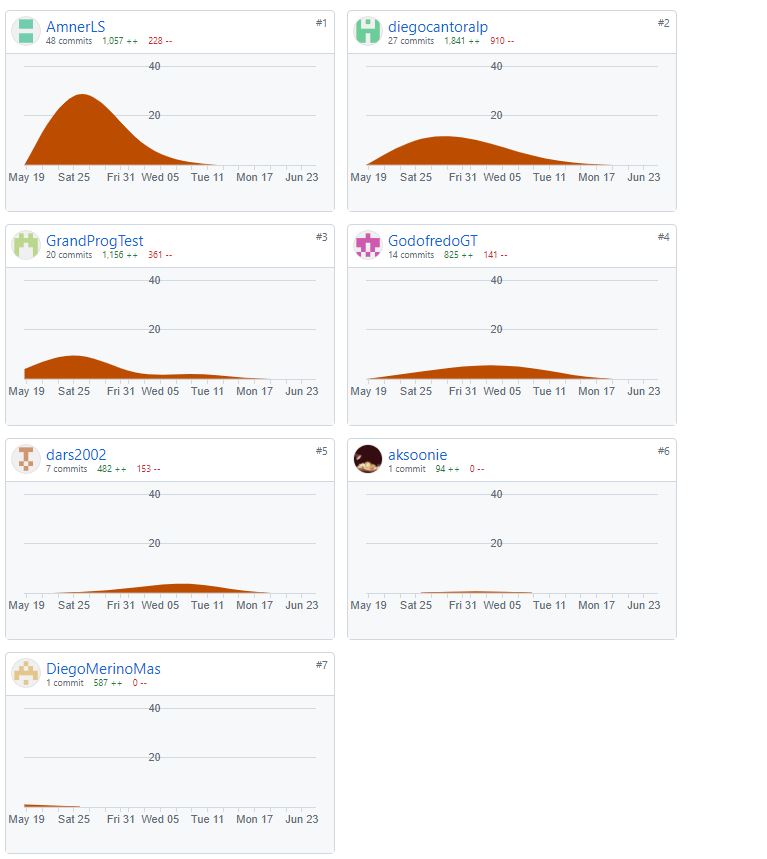 AmnerLS #1
48 commits 1,057 ++ 228 --
40
20
May 19 Sat 25 Fri 31 Wed 05 Tue 11 Mon 17 Jun 23
diegocantoralp #2
27 commits 1,841 ++ 910 --
40
20
May 19 Sat 25 Fri 31 Wed 05 Tue 11 Mon 17 Jun 23
GrandProgTest #3
20 commits 1,156 ++ 361 --
40
20
May 19 Sat 25 Fri 31 Wed 05 Tue 11 Mon 17 Jun 23
GodofredoGT #4
14 commits 825 ++ 141 --
40
20
May 19 Sat 25 Fri 31 Wed 05 Tue 11 Mon 17 Jun 23
dars2002 #5
7 commits 482 ++ 153 --
40
20
May 19 Sat 25 Fri 31 Wed 05 Tue 11 Mon 17 Jun 23
aksoonie #6
1 commit 94 ++ 0 --
40
20
May 19 Sat 25 Fri 31 Wed 05 Tue 11 Mon 17 Jun 23
DiegoMerinoMas #7
1 commit 587 ++ 0 --
40
20
May 19 Sat 25 Fri 31 Wed 05 Tue 11 Mon 17 Jun 23